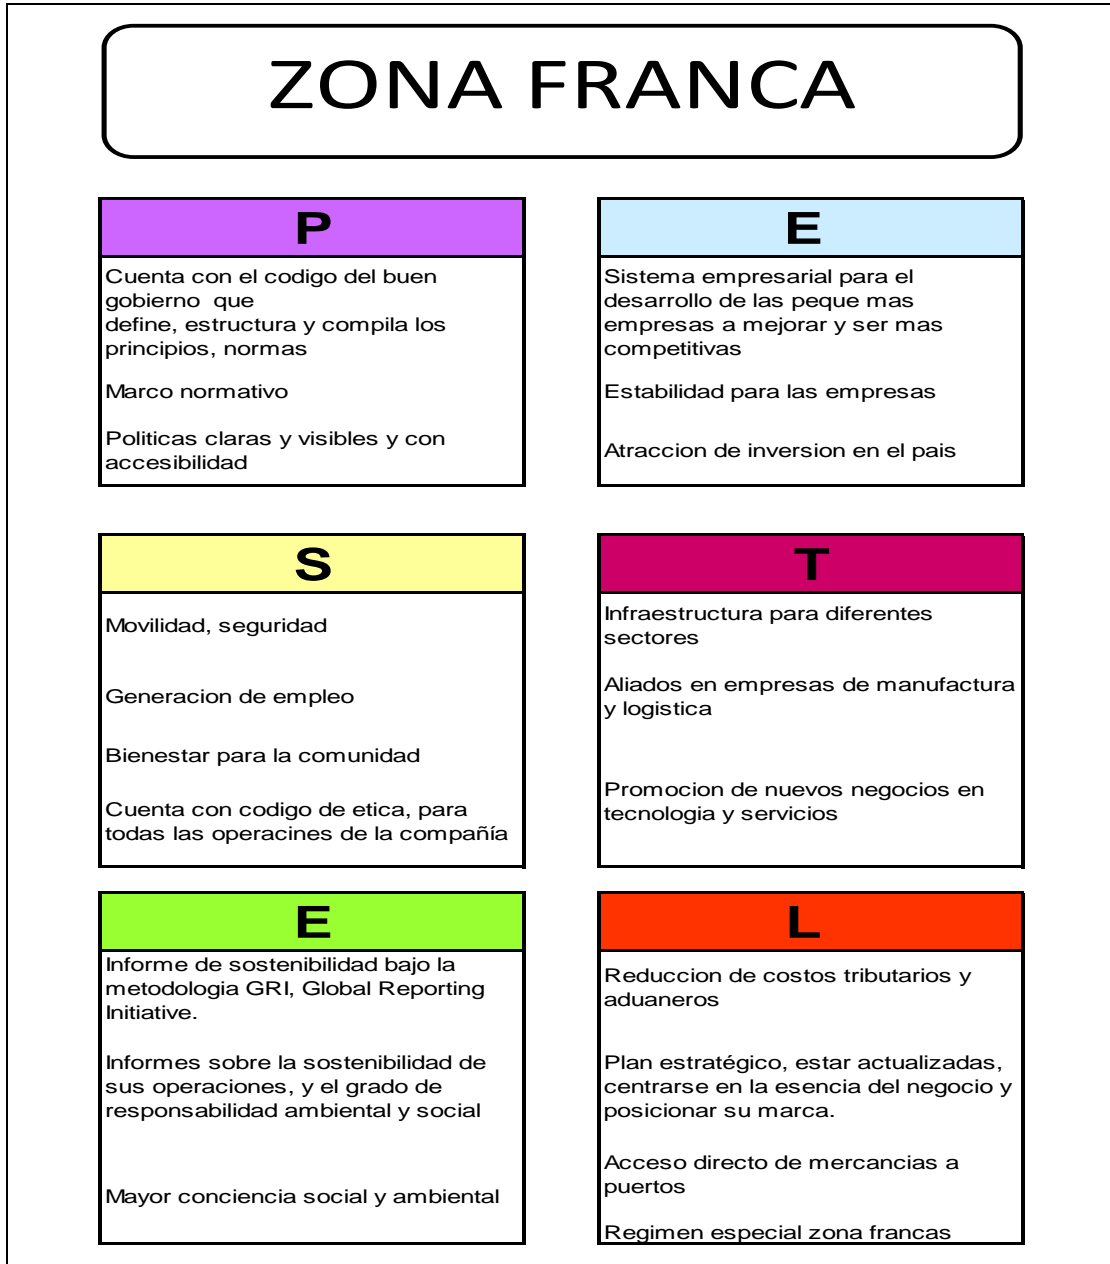 ZONA FRANCA
P
Cuenta con el codigo del buen
gobierno que
define, estructura y compila los
principios, normas
Marco normativo
Politicas claras y visibles y con
accesibilidad
E
Sistema empresarial para el
desarrollo de las peque mas
empresas a mejorar y ser mas
competitivas
Estabilidad para las empresas
Atraccion de inversion en el pais
S
Movilidad, seguridad
Generacion de empleo
Bienestar para la comunidad
Cuenta con codigo de etica, para
todas las operacines de la compañía
T
Infraestructura para diferentes
sectores
Aliados en empresas de manufactura
y logistica
Promocion de nuevos negocios en
tecnologia y servicios
E
Informe de sostenibilidad bajo la
metodologia GRI, Global Reporting
Initiative.
Informes sobre la sostenibilidad de
sus operaciones, y el grado de
responsabilidad ambiental y social
Mayor conciencia social y ambiental
L
Reduccion de costos tributarios y
aduaneros
Plan estratégico, estar actualizadas,
centrarse en la esencia del negocio y
posicionar su marca.
Acceso directo de mercancias a
puertos
Regimen especial zona francas